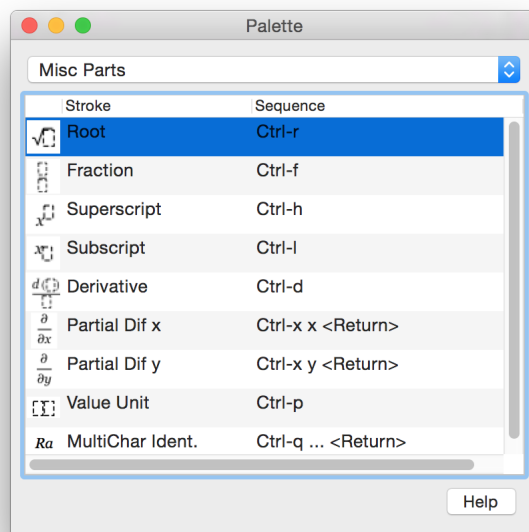 Palette
Misc Parts
Stroke Sequence
Root Ctrl-r
Fraction Ctrl-f
x Superscript Ctrl-h
x Subscript Ctrl-l
d() Derivative Ctrl-d
∂/∂x Partial Dif x Ctrl-x x <Return>
∂/∂y Partial Dif y Ctrl-x y <Return>
Value Unit Ctrl-p
Ra MultiChar Ident. Ctrl-q ... <Return>
Help